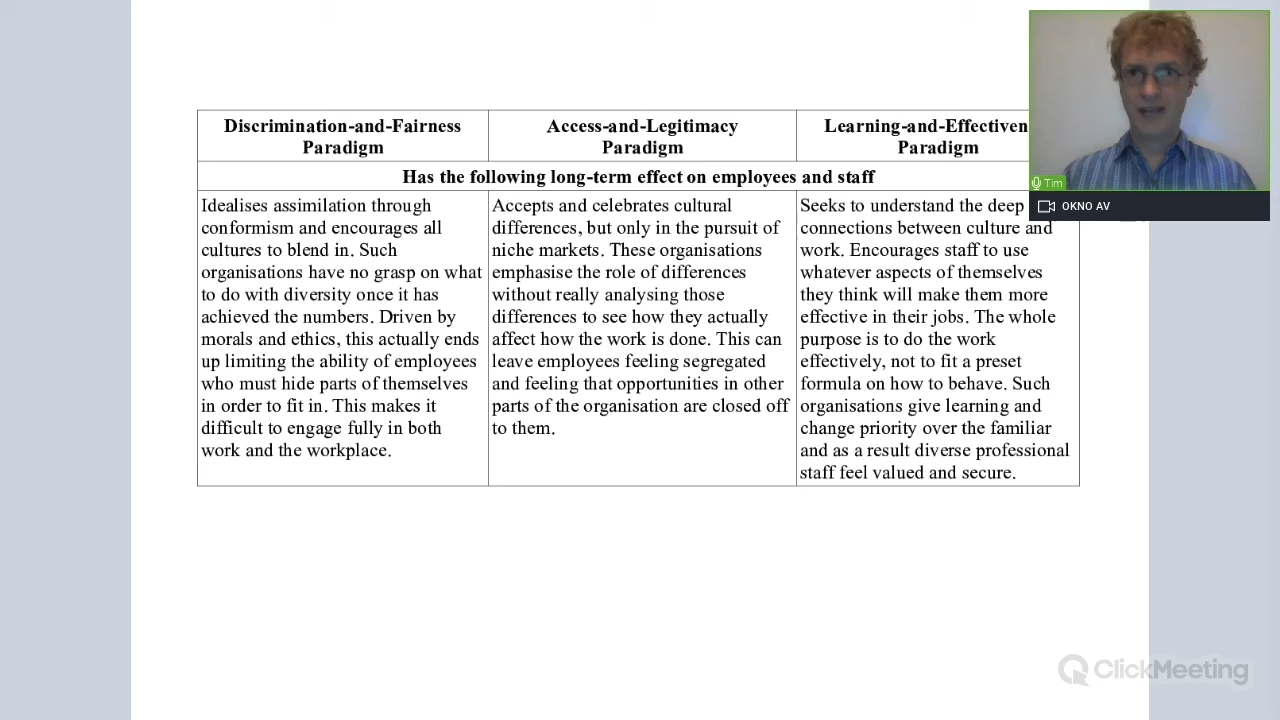 Discrimination-and-Fairness
Paradigm
Access-and-Legitimacy
Paradigm
Learning-and-Effectiven
Paradigm
Has the following long-term effect on employees and staff
Idealises assimilation through
conformism and encourages all
cultures to blend in. Such
organisations have no grasp on what
to do with diversity once it has
achieved the numbers. Driven by
morals and ethics, this actually ends
up limiting the ability of employees
who must hide parts of themselves
in order to fit in. This makes it
difficult to engage fully in both
work and the workplace.
Accepts and celebrates cultural
differences, but only in the pursuit of
niche markets. These organisations
emphasise the role of differences
without really analysing those
differences to see how they actually
affect how the work is done. This can
leave employees feeling segregated
and feeling that opportunities in other
parts of the organisation are closed off
to them.
Seeks to understand the deep
connections between culture and
work. Encourages staff to use
whatever aspects of themselves
they think will make them more
effective in their jobs. The whole
purpose is to do the work
effectively, not to fit a preset
formula on how to behave. Such
organisations give learning and
change priority over the familiar
and as a result diverse professional
staff feel valued and secure.
Tim
OKNO AV
ClickMeeting